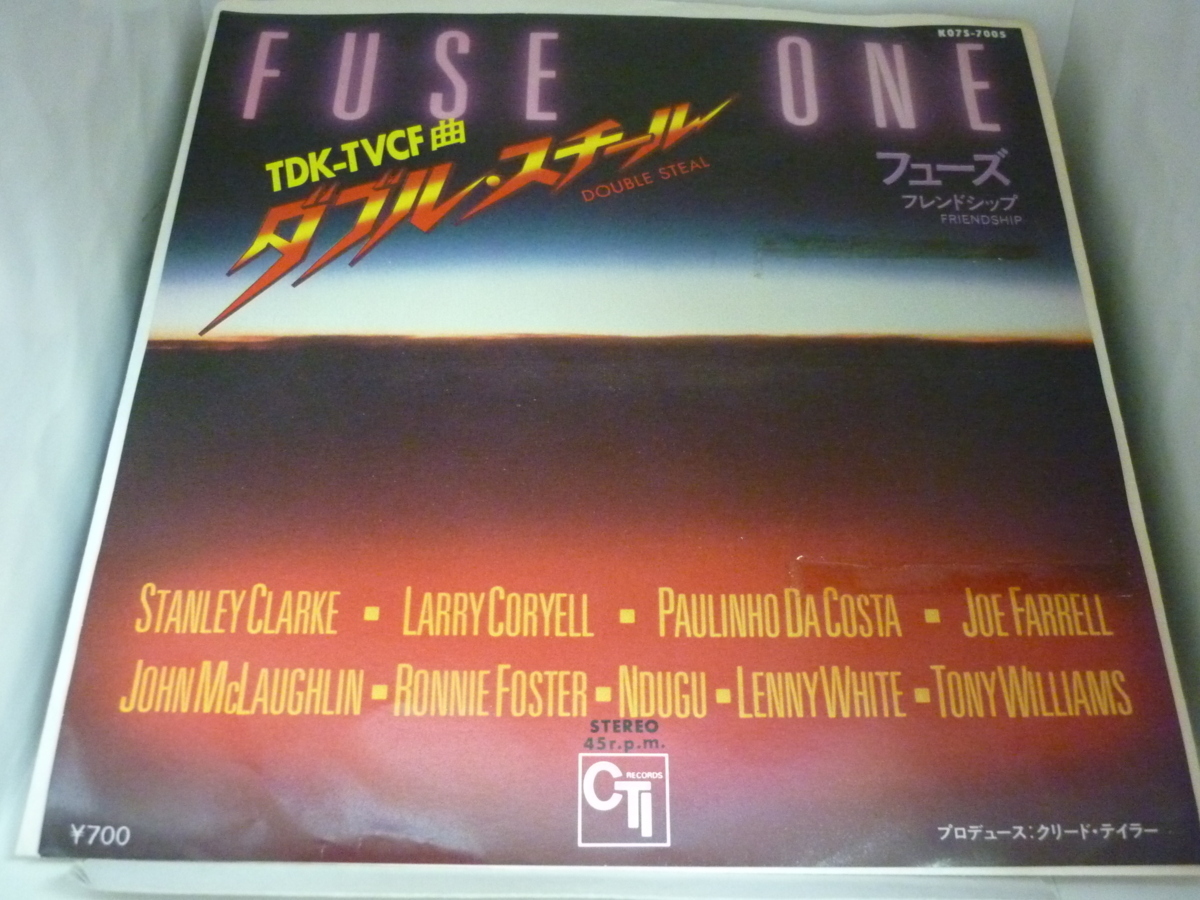 K07S-7005
FUSE ONE
TDK-TVCF曲
ダブル・スチール
DOUBLE STEAL
フューズ
フレンドシップ
FRIENDSHIP
STANLEY CLARKE ▪ LARRY CORYELL ▪ PAULINHO DA COSTA ▪ JOE FARRELL
JOHN McLAUGHLIN ▪ RONNIE FOSTER ▪ NDUGU ▪ LENNY WHITE ▪ TONY WILLIAMS
STEREO
45r.p.m.
CTI RECORDS
¥700
プロデュース:クリード・テイラー